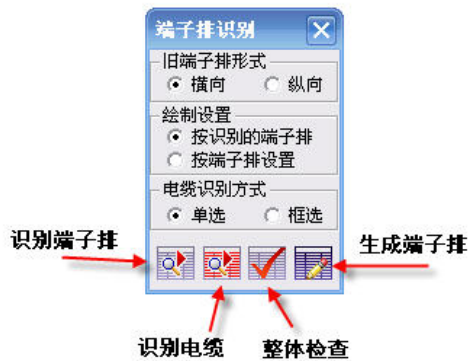 端子排识别
旧端子排形式
横向 纵向
绘制设置
按识别的端子排
按端子排设置
电缆识别方式
单选 框选
识别端子排
生成端子排
识别电缆 整体检查